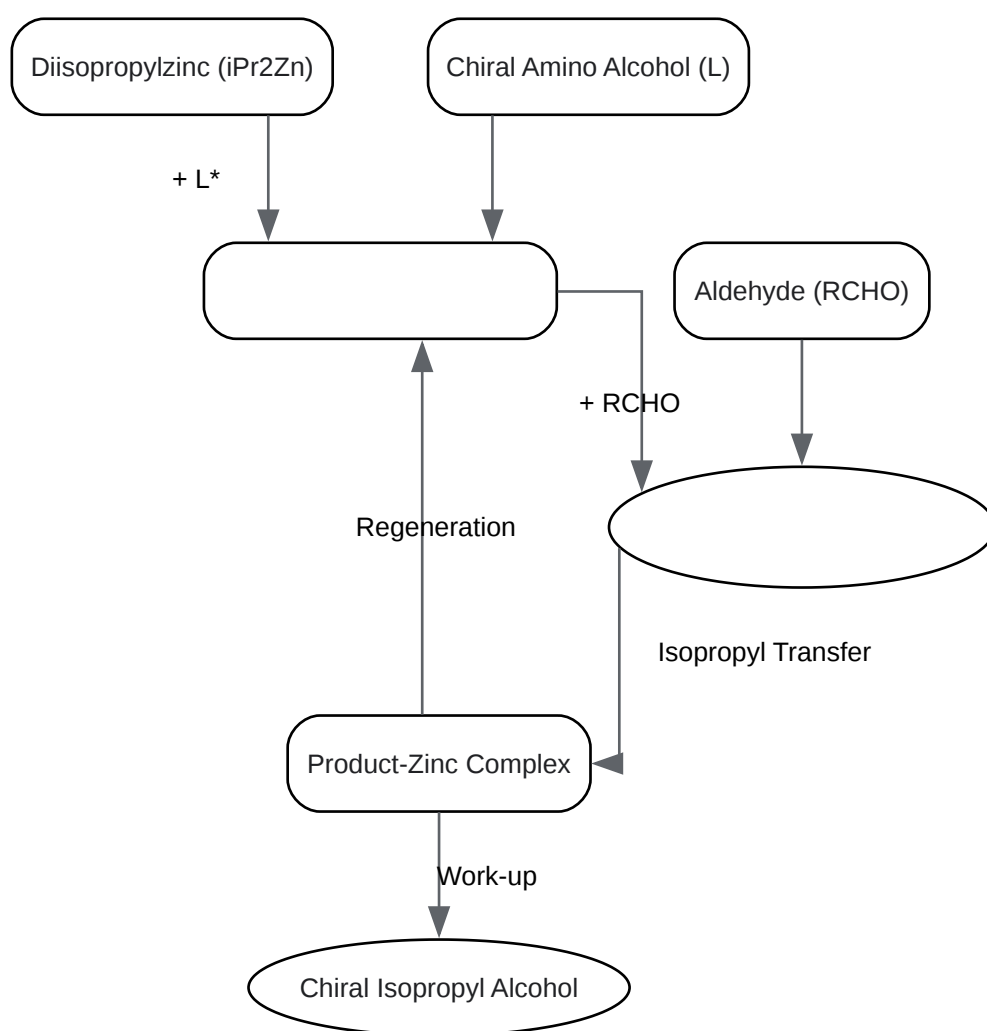 Diisopropylzinc (iPr2Zn)
Chiral Amino Alcohol (L)
+ L*
Aldehyde (RCHO)
+ RCHO
Regeneration
Isopropyl Transfer
Product-Zinc Complex
Work-up
Chiral Isopropyl Alcohol